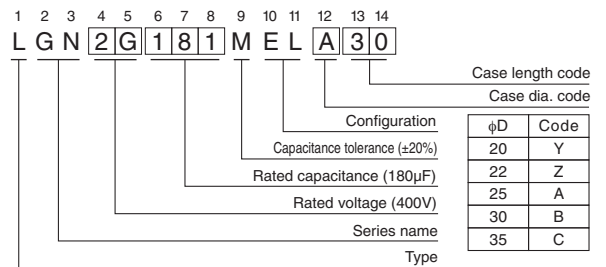 1 2 3 4 5 6 7 8 9 10 11 12 13 14
L G N 2 G 1 8 1 M E L A 3 0
Case length code
Case dia. code
Configuration
Capacitance tolerance (±20%)
Rated capacitance (180µF)
Rated voltage (400V)
Series name
Type
ϕD Code
20 Y
22 Z
25 A
30 B
35 C